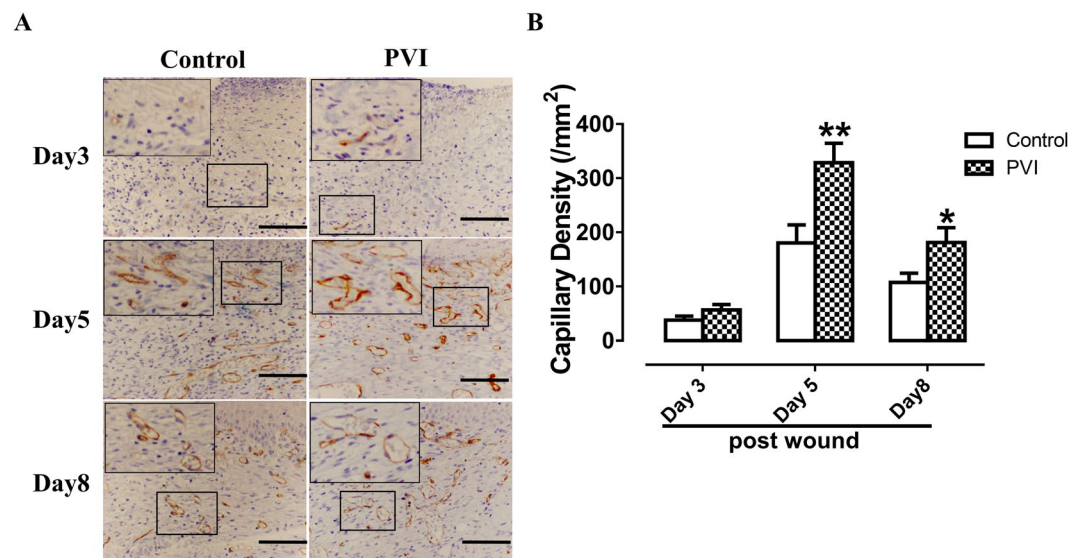 A
Control PVI
Day3
Day5
Day8
B
Capillary Density (/mm²)
400
300
200
100
0
**
*
Control
PVI
Day 3 Day 5 Day8
post wound